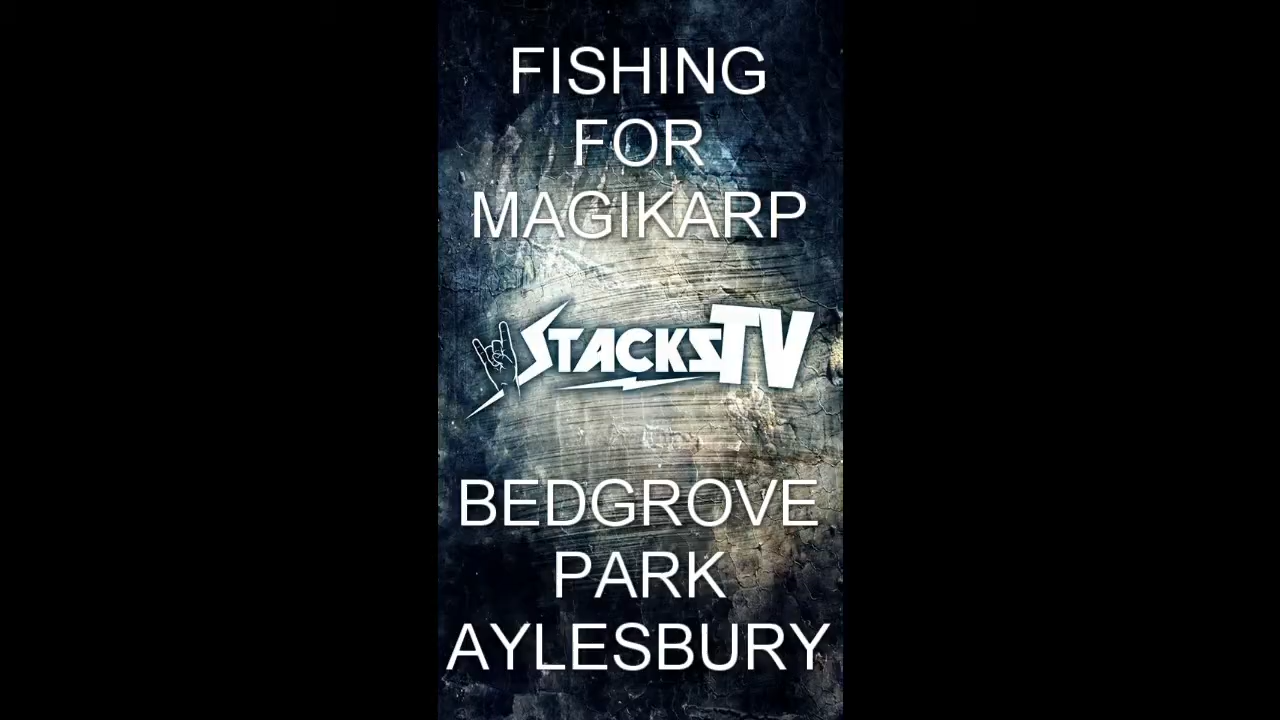 FISHING
FOR
MAGIKARP
STACKSTV
BEDGROVE
PARK
AYLESBURY